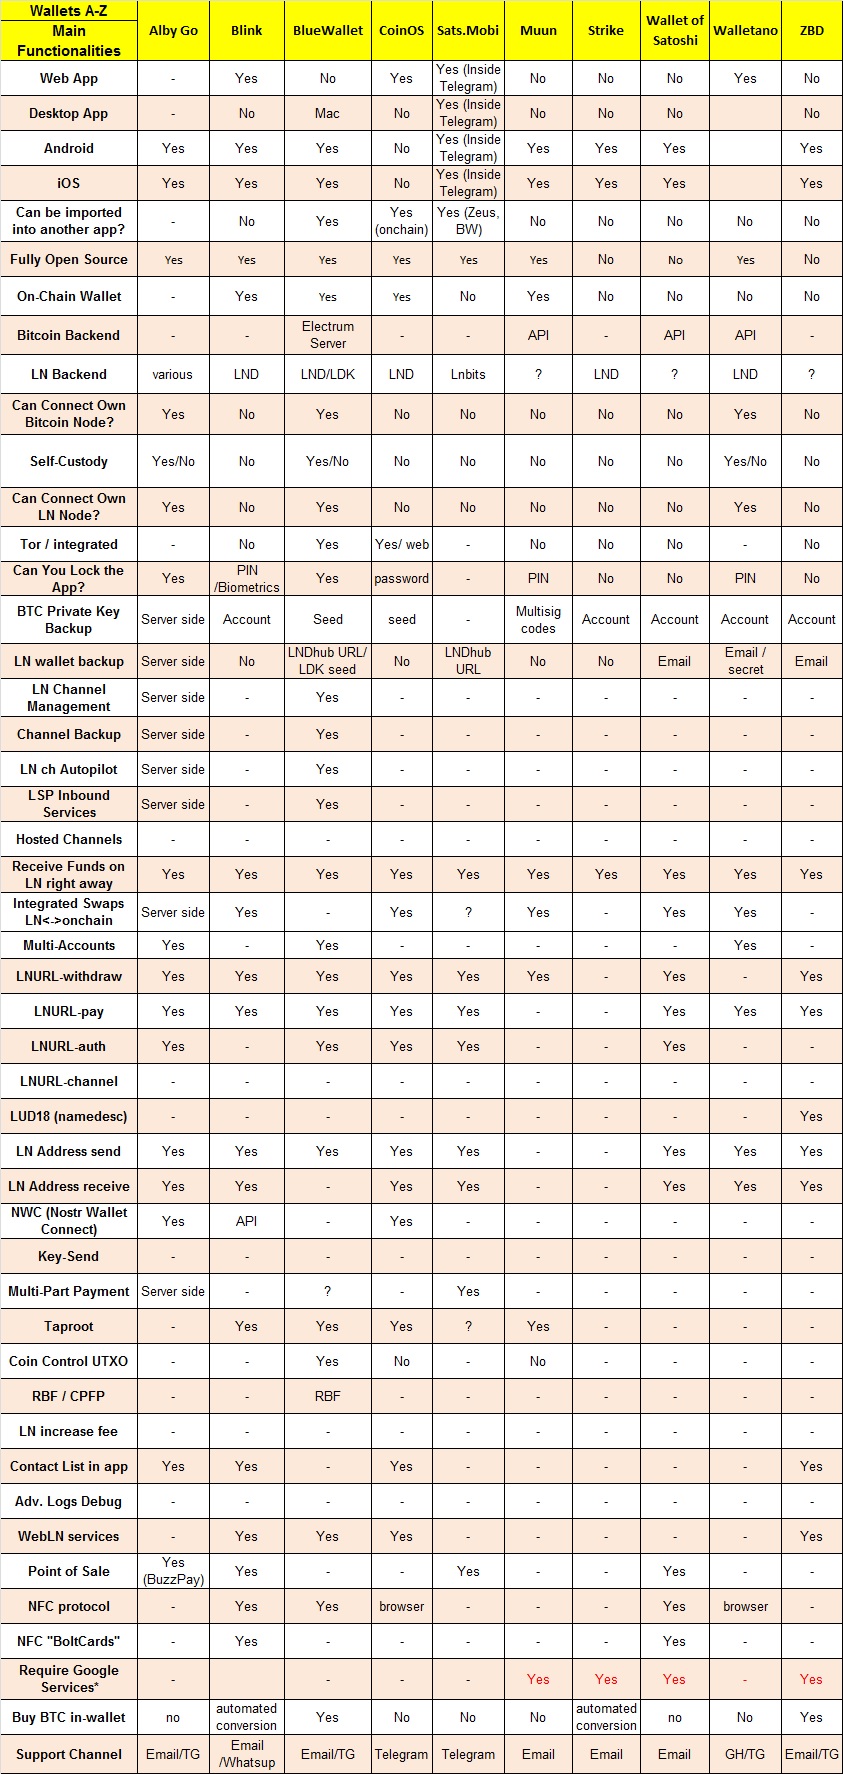 Wallets A-Z
Main
Functionalities
Alby Go Blink BlueWallet CoinOS Sats.Mobi Muun Strike Wallet of
Satoshi Walletano ZBD
Web App - Yes No Yes Yes (Inside
Telegram) No No No Yes No
Desktop App - No Mac No Yes (Inside
Telegram) No No No No
Android Yes Yes Yes No Yes (Inside
Telegram) Yes Yes Yes Yes
iOS Yes Yes Yes No Yes (Inside
Telegram) Yes Yes Yes Yes
Can be imported
into another app? - No Yes Yes
(onchain) Yes (Zeus,
BW) No No No No No
Fully Open Source Yes Yes Yes Yes Yes Yes No No Yes No
On-Chain Wallet - Yes Yes Yes No Yes No No No No
Bitcoin Backend - - Electrum
Server - - API - API API -
LN Backend various LND LND/LDK LND Lnbits ? LND ? LND ?
Can Connect Own
Bitcoin Node? Yes No Yes No No No No No Yes No
Self-Custody Yes/No No Yes/No No No No No No Yes/No No
Can Connect Own
LN Node? Yes No Yes No No No No No Yes No
Tor / integrated - No Yes Yes/ web - No No No - No
Can You Lock the
App? Yes PIN
/Biometrics Yes password - PIN No No PIN No
BTC Private Key
Backup Server side Account Seed seed - Multisig
codes Account Account Account Account
LN wallet backup Server side No LNDhub URL/
LDK seed No LNDhub
URL No No Email Email /
secret Email
LN Channel
Management Server side - Yes - - - - - - -
Channel Backup Server side - Yes - - - - - - -
LN ch Autopilot Server side - Yes - - - - - - -
LSP Inbound
Services Server side - Yes - - - - - - -
Hosted Channels - - - - - - - - - -
Receive Funds on
LN right away Yes Yes Yes Yes Yes Yes Yes Yes Yes Yes
Integrated Swaps
LN<->onchain Server side Yes - Yes ? Yes - Yes Yes -
Multi-Accounts Yes - Yes - - - - - Yes -
LNURL-withdraw Yes Yes Yes Yes Yes Yes - Yes - Yes
LNURL-pay Yes Yes Yes Yes Yes - - Yes Yes Yes
LNURL-auth Yes - Yes Yes Yes - - Yes - -
LNURL-channel - - - - - - - - - -
LUD18 (namedesc) - - - - - - - - - Yes
LN Address send Yes Yes Yes Yes Yes - - Yes Yes Yes
LN Address receive Yes Yes - Yes Yes - - Yes Yes Yes
NWC (Nostr Wallet
Connect) Yes API - Yes - - - - - -
Key-Send - - - - - - - - - -
Multi-Part Payment Server side - ? - Yes - - - - -
Taproot - Yes Yes Yes ? Yes - - - -
Coin Control UTXO - - Yes No - No - - - -
RBF / CPFP - - RBF - - - - - - -
LN increase fee - - - - - - - - - -
Contact List in app Yes Yes - Yes - - - - - Yes
Adv. Logs Debug - - - - - - - - - -
WebLN services - Yes Yes Yes - - - - - Yes
Point of Sale Yes
(BuzzPay) Yes - - Yes - - Yes - -
NFC protocol - Yes Yes browser - - - Yes browser -
NFC "BoltCards" - Yes - - - - - Yes - -
Require Google
Services* - - - - Yes Yes Yes - Yes
Buy BTC in-wallet no automated
conversion Yes No No No automated
conversion no No Yes
Support Channel Email/TG Email
/Whatsup Email/TG Telegram Telegram Email Email Email GH/TG Email/TG